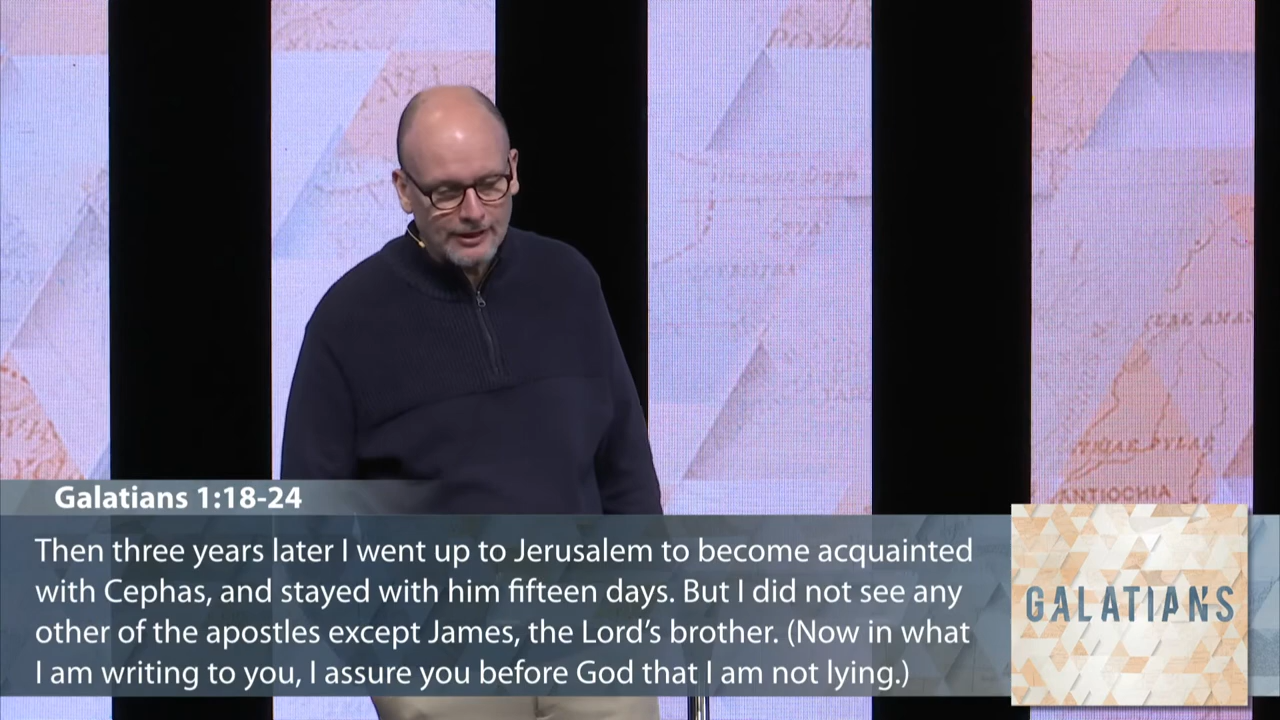 Galatians 1:18-24
Then three years later I went up to Jerusalem to become acquainted
with Cephas, and stayed with him fifteen days. But I did not see any
other of the apostles except James, the Lord’s brother. (Now in what
I am writing to you, I assure you before God that I am not lying.)
GALATIANS
ANTIOCHIA